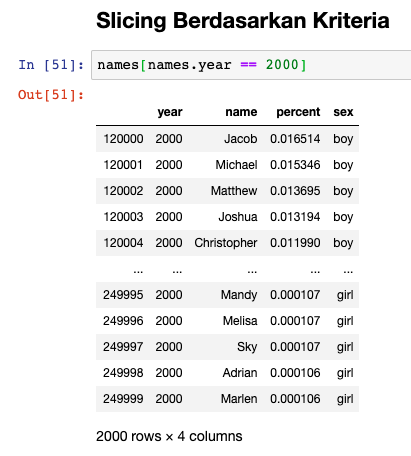 Slicing Berdasarkan Kriteria
In [51]: names[names.year == 2000]
Out[51]:
year name percent sex
120000 2000 Jacob 0.016514 boy
120001 2000 Michael 0.015346 boy
120002 2000 Matthew 0.013695 boy
120003 2000 Joshua 0.013194 boy
120004 2000 Christopher 0.011990 boy
... ... ... ... ...
249995 2000 Mandy 0.000107 girl
249996 2000 Melisa 0.000107 girl
249997 2000 Sky 0.000107 girl
249998 2000 Adrian 0.000106 girl
249999 2000 Marlen 0.000106 girl
2000 rows × 4 columns